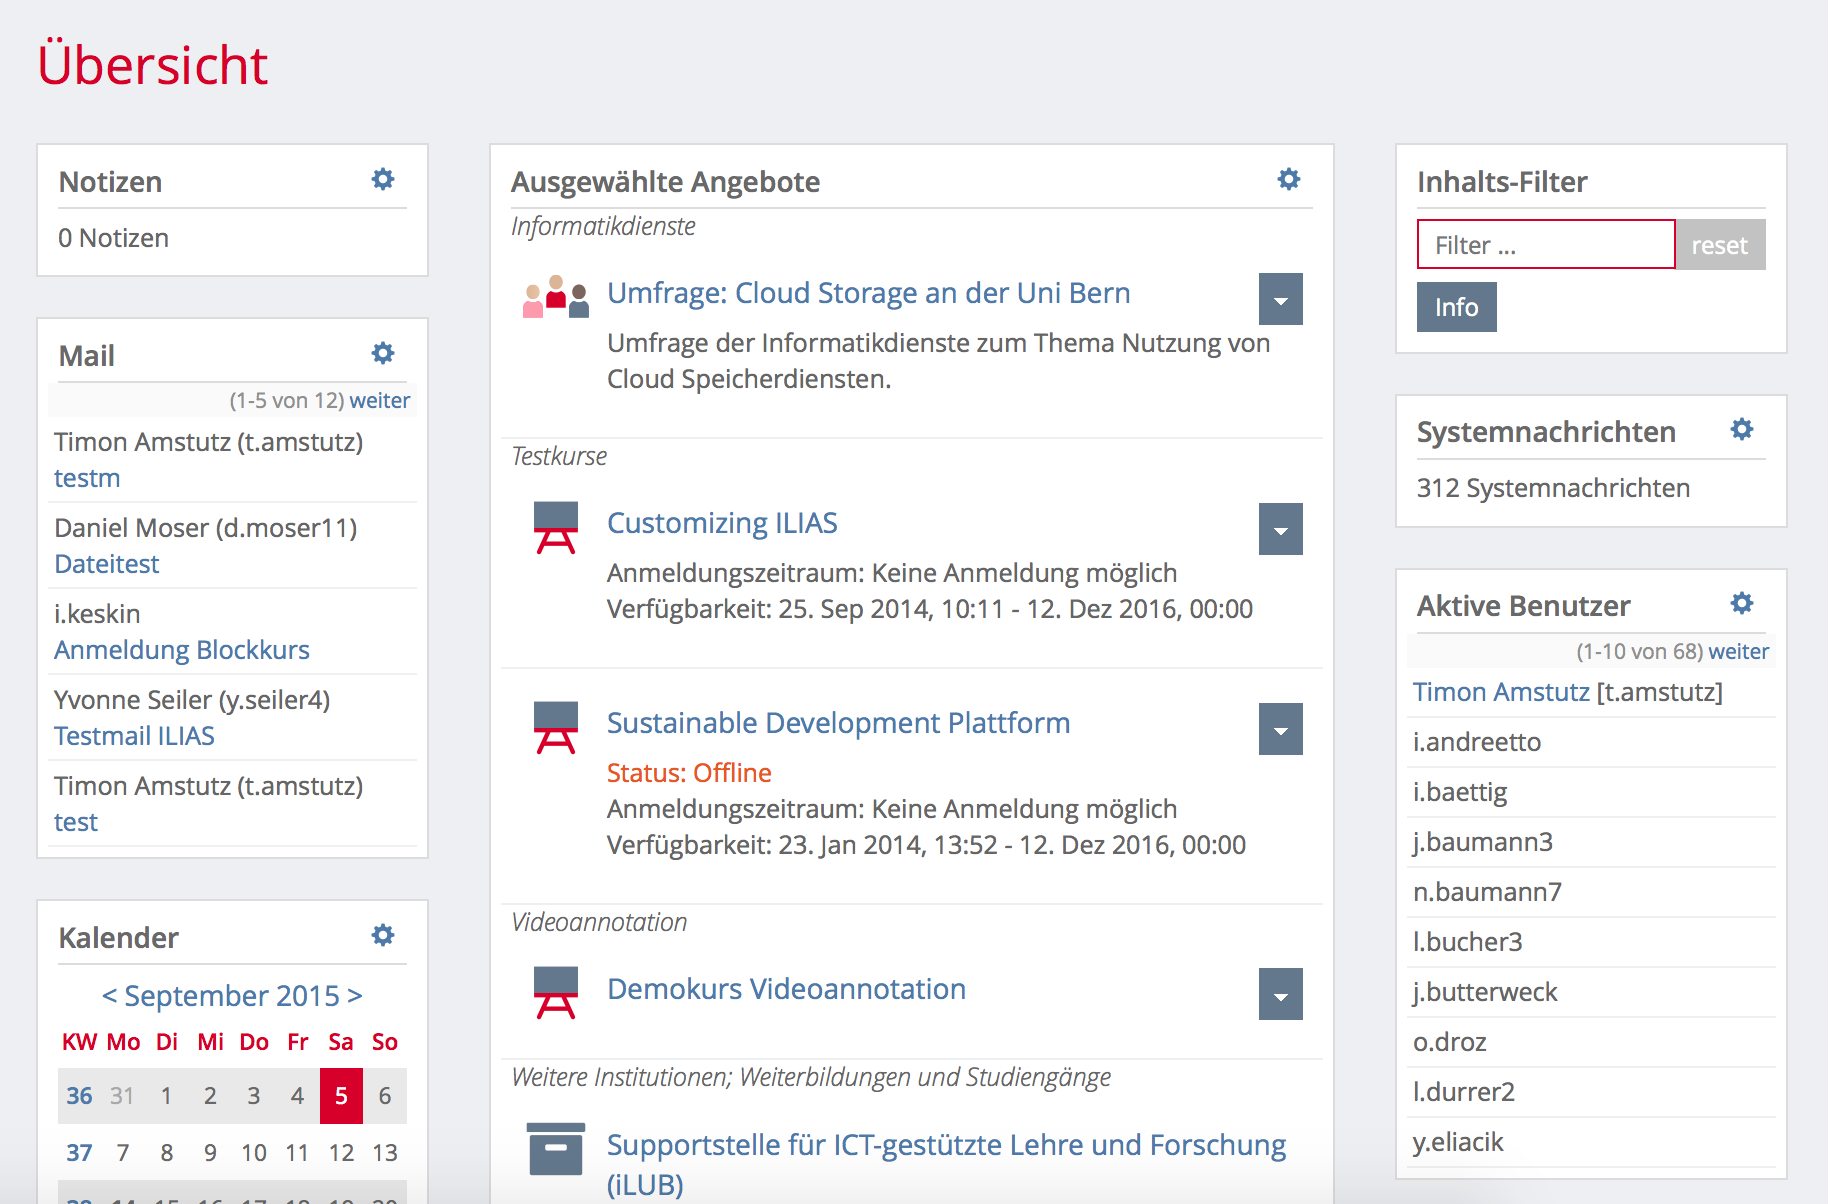 Übersicht
Notizen
0 Notizen
Mail
(1-5 von 12) weiter
Timon Amstutz (t.amstutz)
testm
Daniel Moser (d.moser11)
Dateitest
i.keskin
Anmeldung Blockkurs
Yvonne Seiler (y.seiler4)
Testmail ILIAS
Timon Amstutz (t.amstutz)
test
Kalender
< September 2015 >
KW Mo Di Mi Do Fr Sa So
36 31 1 2 3 4 5 6
37 7 8 9 10 11 12 13
38 14 15 16 17 18 19 20
Ausgewählte Angebote
Informatikdienste
Umfrage: Cloud Storage an der Uni Bern
Umfrage der Informatikdienste zum Thema Nutzung von
Cloud Speicherdiensten.
Testkurse
Customizing ILIAS
Anmeldungszeitraum: Keine Anmeldung möglich
Verfügbarkeit: 25. Sep 2014, 10:11 - 12. Dez 2016, 00:00
Sustainable Development Plattform
Status: Offline
Anmeldungszeitraum: Keine Anmeldung möglich
Verfügbarkeit: 23. Jan 2014, 13:52 - 12. Dez 2016, 00:00
Videoannotation
Demokurs Videoannotation
Weitere Institutionen; Weiterbildungen und Studiengänge
Supportstelle für ICT-gestützte Lehre und Forschung
(iLUB)
Inhalts-Filter
Filter ... reset
Info
Systemnachrichten
312 Systemnachrichten
Aktive Benutzer
(1-10 von 68) weiter
Timon Amstutz [t.amstutz]
i.andreetto
i.baettig
j.baumann3
n.baumann7
l.bucher3
j.butterweck
o.droz
l.durrer2
y.eliacik